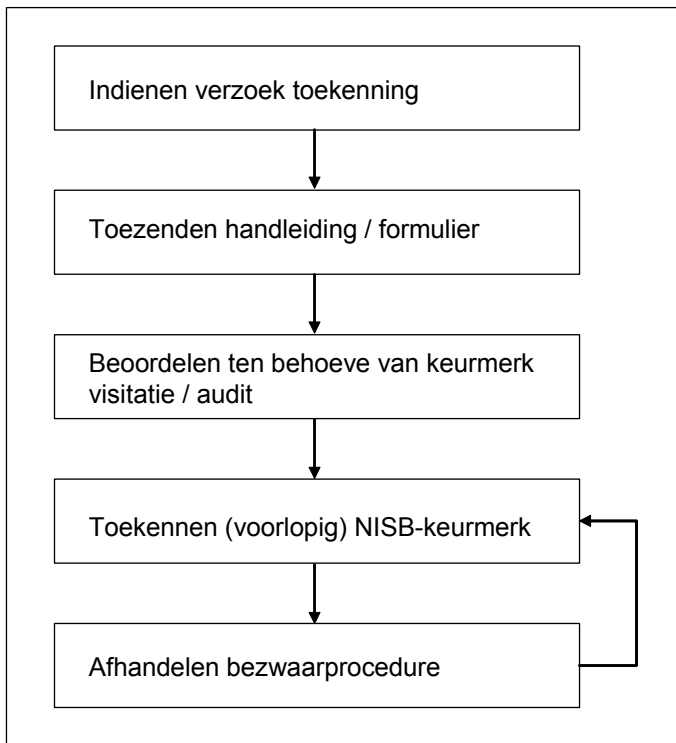 Indienen verzoek toekenning
Toezenden handleiding / formulier
Beoordelen ten behoeve van keurmerk
visitatie / audit
Toekennen (voorlopig) NISB-keurmerk
Afhandelen bezwaarprocedure